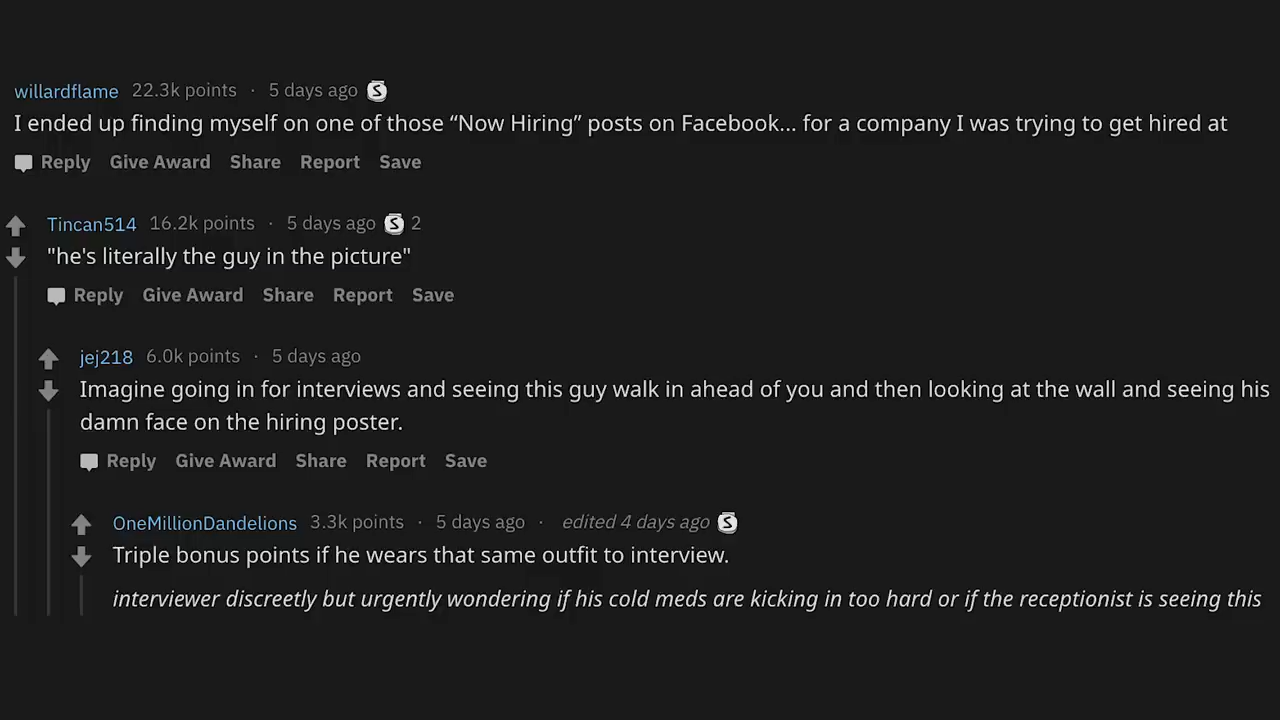 willardflame 22.3k points · 5 days ago
I ended up finding myself on one of those “Now Hiring” posts on Facebook... for a company I was trying to get hired at
Reply Give Award Share Report Save
Tincan514 16.2k points · 5 days ago 2
"he's literally the guy in the picture"
Reply Give Award Share Report Save
jej218 6.0k points · 5 days ago
Imagine going in for interviews and seeing this guy walk in ahead of you and then looking at the wall and seeing his
damn face on the hiring poster.
Reply Give Award Share Report Save
OneMillionDandelions 3.3k points · 5 days ago · edited 4 days ago
Triple bonus points if he wears that same outfit to interview.
interviewer discreetly but urgently wondering if his cold meds are kicking in too hard or if the receptionist is seeing this